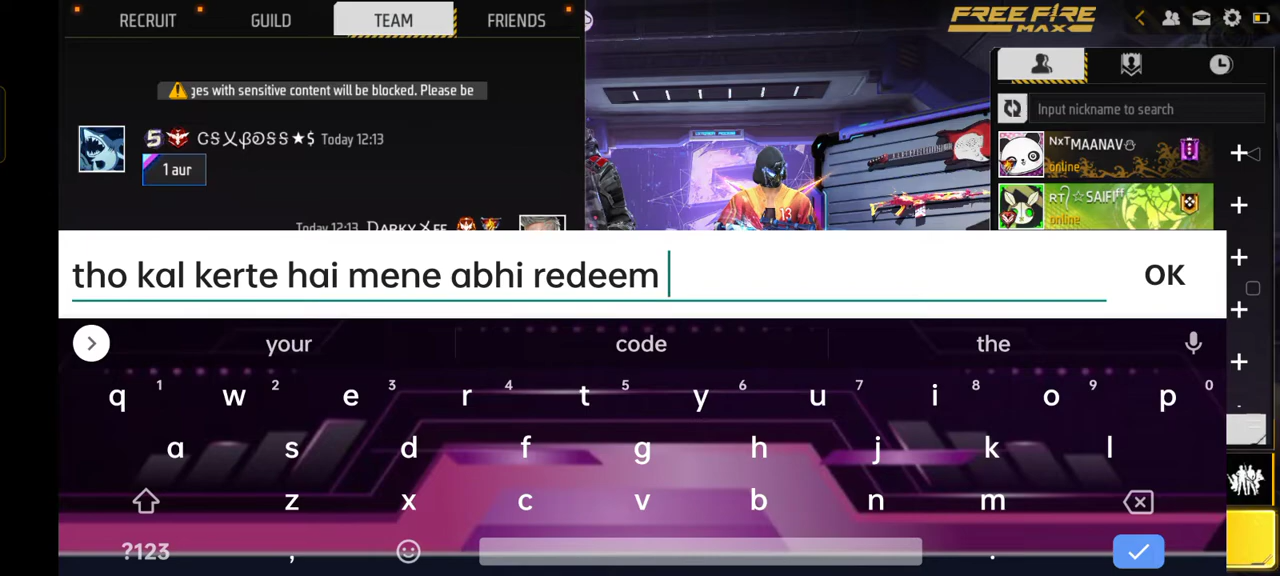 RECRUIT GUILD TEAM FRIENDS
FREE FIRE
MAX
ges with sensitive content will be blocked. Please be
Input nickname to search
5 Today 12:13
1 aur
NxTMAANAV
online
SAIFI
online
Today 12:13
tho kal kerte hai mene abhi redeem
OK
your code the
q 1 w 2 e 3 r 4 t 5 y 6 u 7 i 8 o 9 p 0
a s d f g h j k l
z x c v b n m
?123 , .